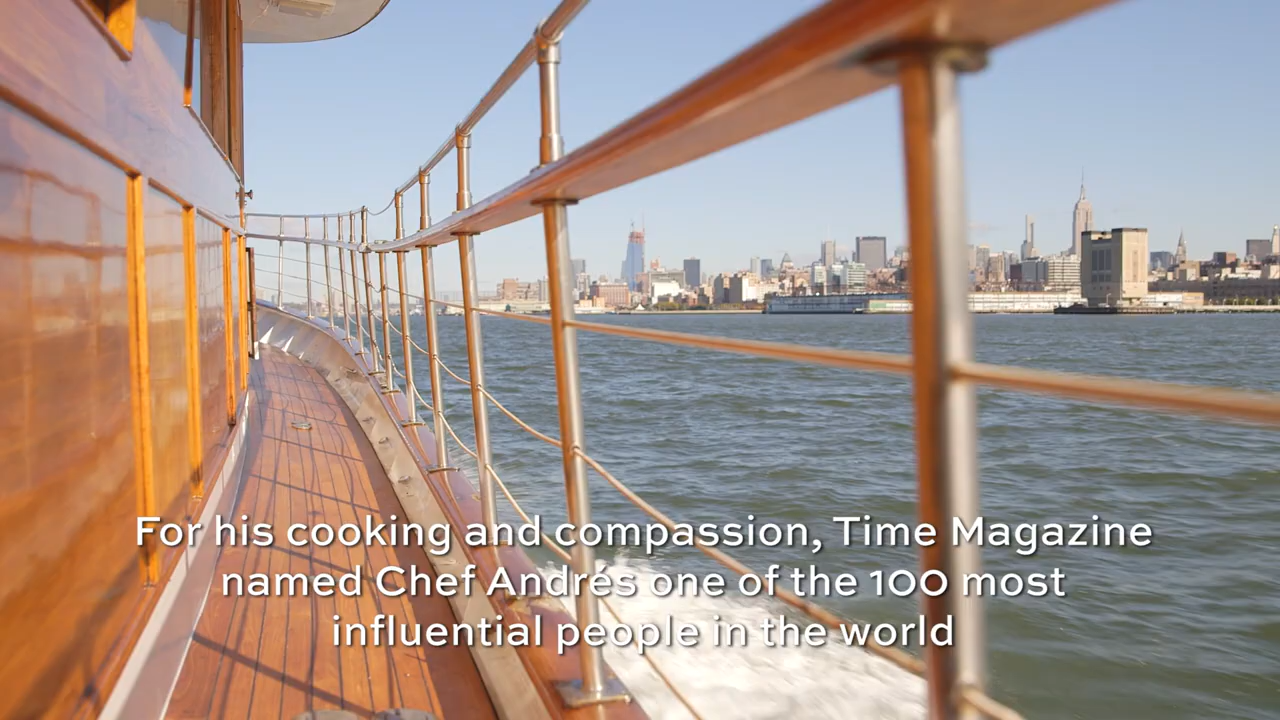 For his cooking and compassion, Time Magazine
named Chef Andrés one of the 100 most
influential people in the world